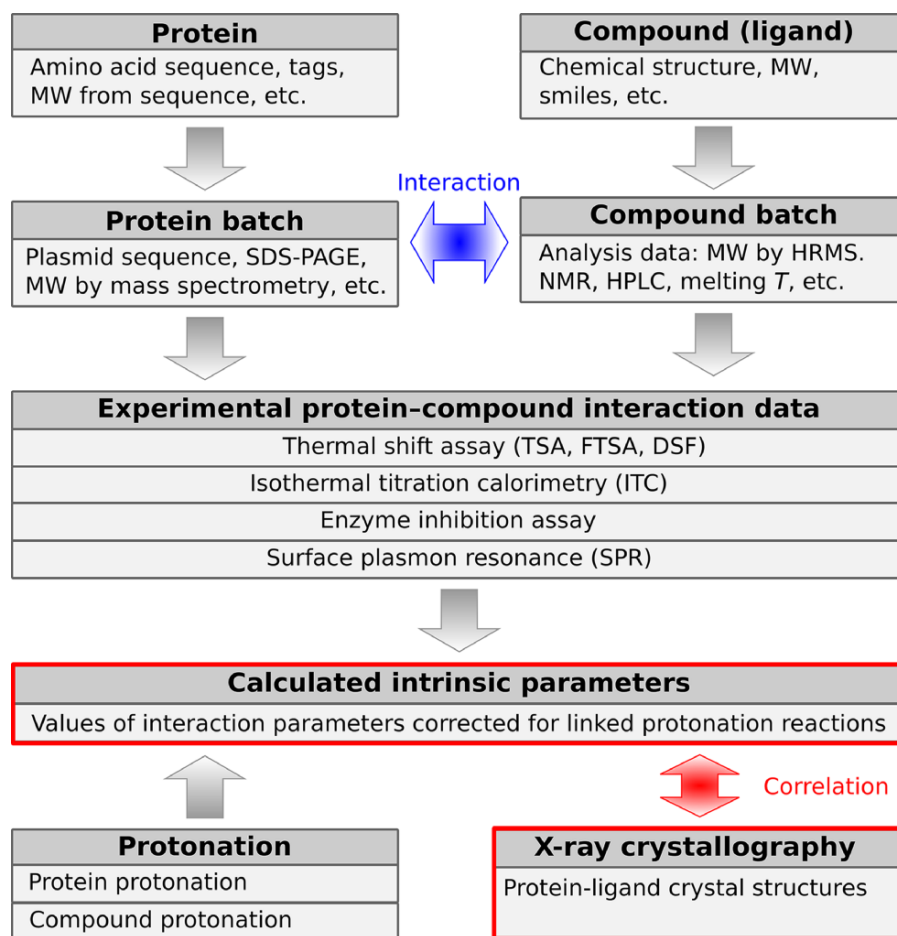 Protein
Amino acid sequence, tags,
MW from sequence, etc.
Compound (ligand)
Chemical structure, MW,
smiles, etc.
Interaction
Protein batch
Plasmid sequence, SDS-PAGE,
MW by mass spectrometry, etc.
Compound batch
Analysis data: MW by HRMS.
NMR, HPLC, melting T, etc.
Experimental protein–compound interaction data
Thermal shift assay (TSA, FTSA, DSF)
Isothermal titration calorimetry (ITC)
Enzyme inhibition assay
Surface plasmon resonance (SPR)
Calculated intrinsic parameters
Values of interaction parameters corrected for linked protonation reactions
Correlation
Protonation
Protein protonation
Compound protonation
X-ray crystallography
Protein-ligand crystal structures